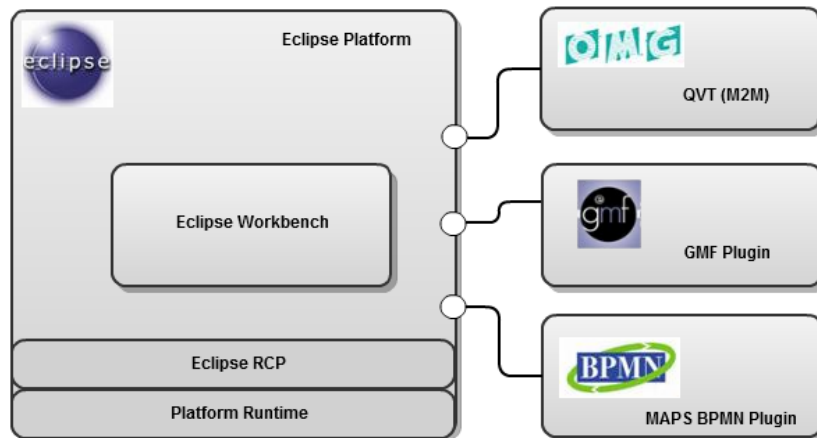 eclipse
Eclipse Platform
Eclipse Workbench
Eclipse RCP
Platform Runtime
OMG
QVT (M2M)
gmf
GMF Plugin
BPMN
MAPS BPMN Plugin